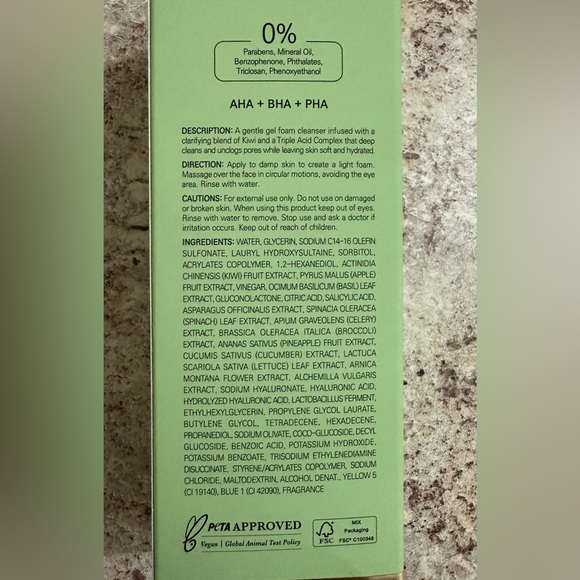 0%
Parabens, Mineral Oil,
Benzophenone, Phthalates,
Triclosan, Phenoxyethanol
AHA + BHA + PHA
DESCRIPTION: A gentle gel foam cleanser infused with a
clarifying blend of Kiwi and a Triple Acid Complex that deep
cleans and unclogs pores while leaving skin soft and hydrated.
DIRECTION: Apply to damp skin to create a light foam.
Massage over the face in circular motions, avoiding the eye
area. Rinse with water.
CAUTIONS: For external use only. Do not use on damaged
or broken skin. When using this product keep out of eyes.
Rinse with water to remove. Stop use and ask a doctor if
irritation occurs. Keep out of reach of children.
INGREDIENTS: WATER, GLYCERIN, SODIUM C14-16 OLEFIN
SULFONATE, LAURYL HYDROXYSULTAINE, SORBITOL,
ACRYLATES COPOLYMER, 1,2-HEXANEDIOL, ACTINIDIA
CHINENSIS (KIWI) FRUIT EXTRACT, PYRUS MALUS (APPLE)
FRUIT EXTRACT, VINEGAR, OCIMUM BASILICUM (BASIL) LEAF
EXTRACT, GLUCONOLACTONE, CITRIC ACID, SALICYLIC ACID,
ASPARAGUS OFFICINALIS EXTRACT, SPINACIA OLERACEA
(SPINACH) LEAF EXTRACT, APIUM GRAVEOLENS (CELERY)
EXTRACT, BRASSICA OLERACEA ITALICA (BROCCOLI)
EXTRACT, ANANAS SATIVUS (PINEAPPLE) FRUIT EXTRACT,
CUCUMIS SATIVUS (CUCUMBER) EXTRACT, LACTUCA
SCARIOLA SATIVA (LETTUCE) LEAF EXTRACT, ARNICA
MONTANA FLOWER EXTRACT, ALCHEMILLA VULGARIS
EXTRACT, SODIUM HYALURONATE, HYALURONIC ACID,
HYDROLYZED HYALURONIC ACID, LACTOBACILLUS FERMENT,
ETHYLHEXYLGLYCERIN, PROPYLENE GLYCOL LAURATE,
BUTYLENE GLYCOL, TETRADECENE, HEXADECENE,
PROPANEDIOL, SODIUM OLIVATE, COCO-GLUCOSIDE, DECYL
GLUCOSIDE, BENZOIC ACID, POTASSIUM HYDROXIDE,
POTASSIUM BENZOATE, TRISODIUM ETHYLENEDIAMINE
DISUCCINATE, STYRENE/ACRYLATES COPOLYMER, SODIUM
CHLORIDE, MALTODEXTRIN, ALCOHOL DENAT., YELLOW 5
(CI 19140), BLUE 1 (CI 42090), FRAGRANCE
PETA APPROVED
Vegan | Global Animal Test Policy
FSC
MIX
Packaging
FSC® C100349